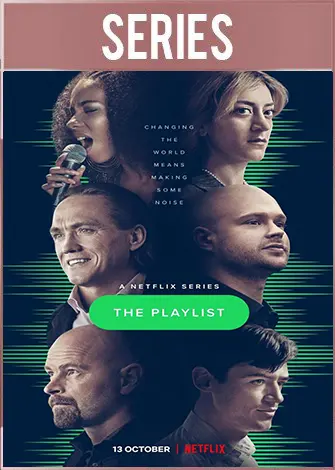 SERIES
CHANGING
THE
WORLD
MEANS
MAKING
SOME
NOISE
A NETFLIX SERIES
THE PLAYLIST
13 OCTOBER | NETFLIX